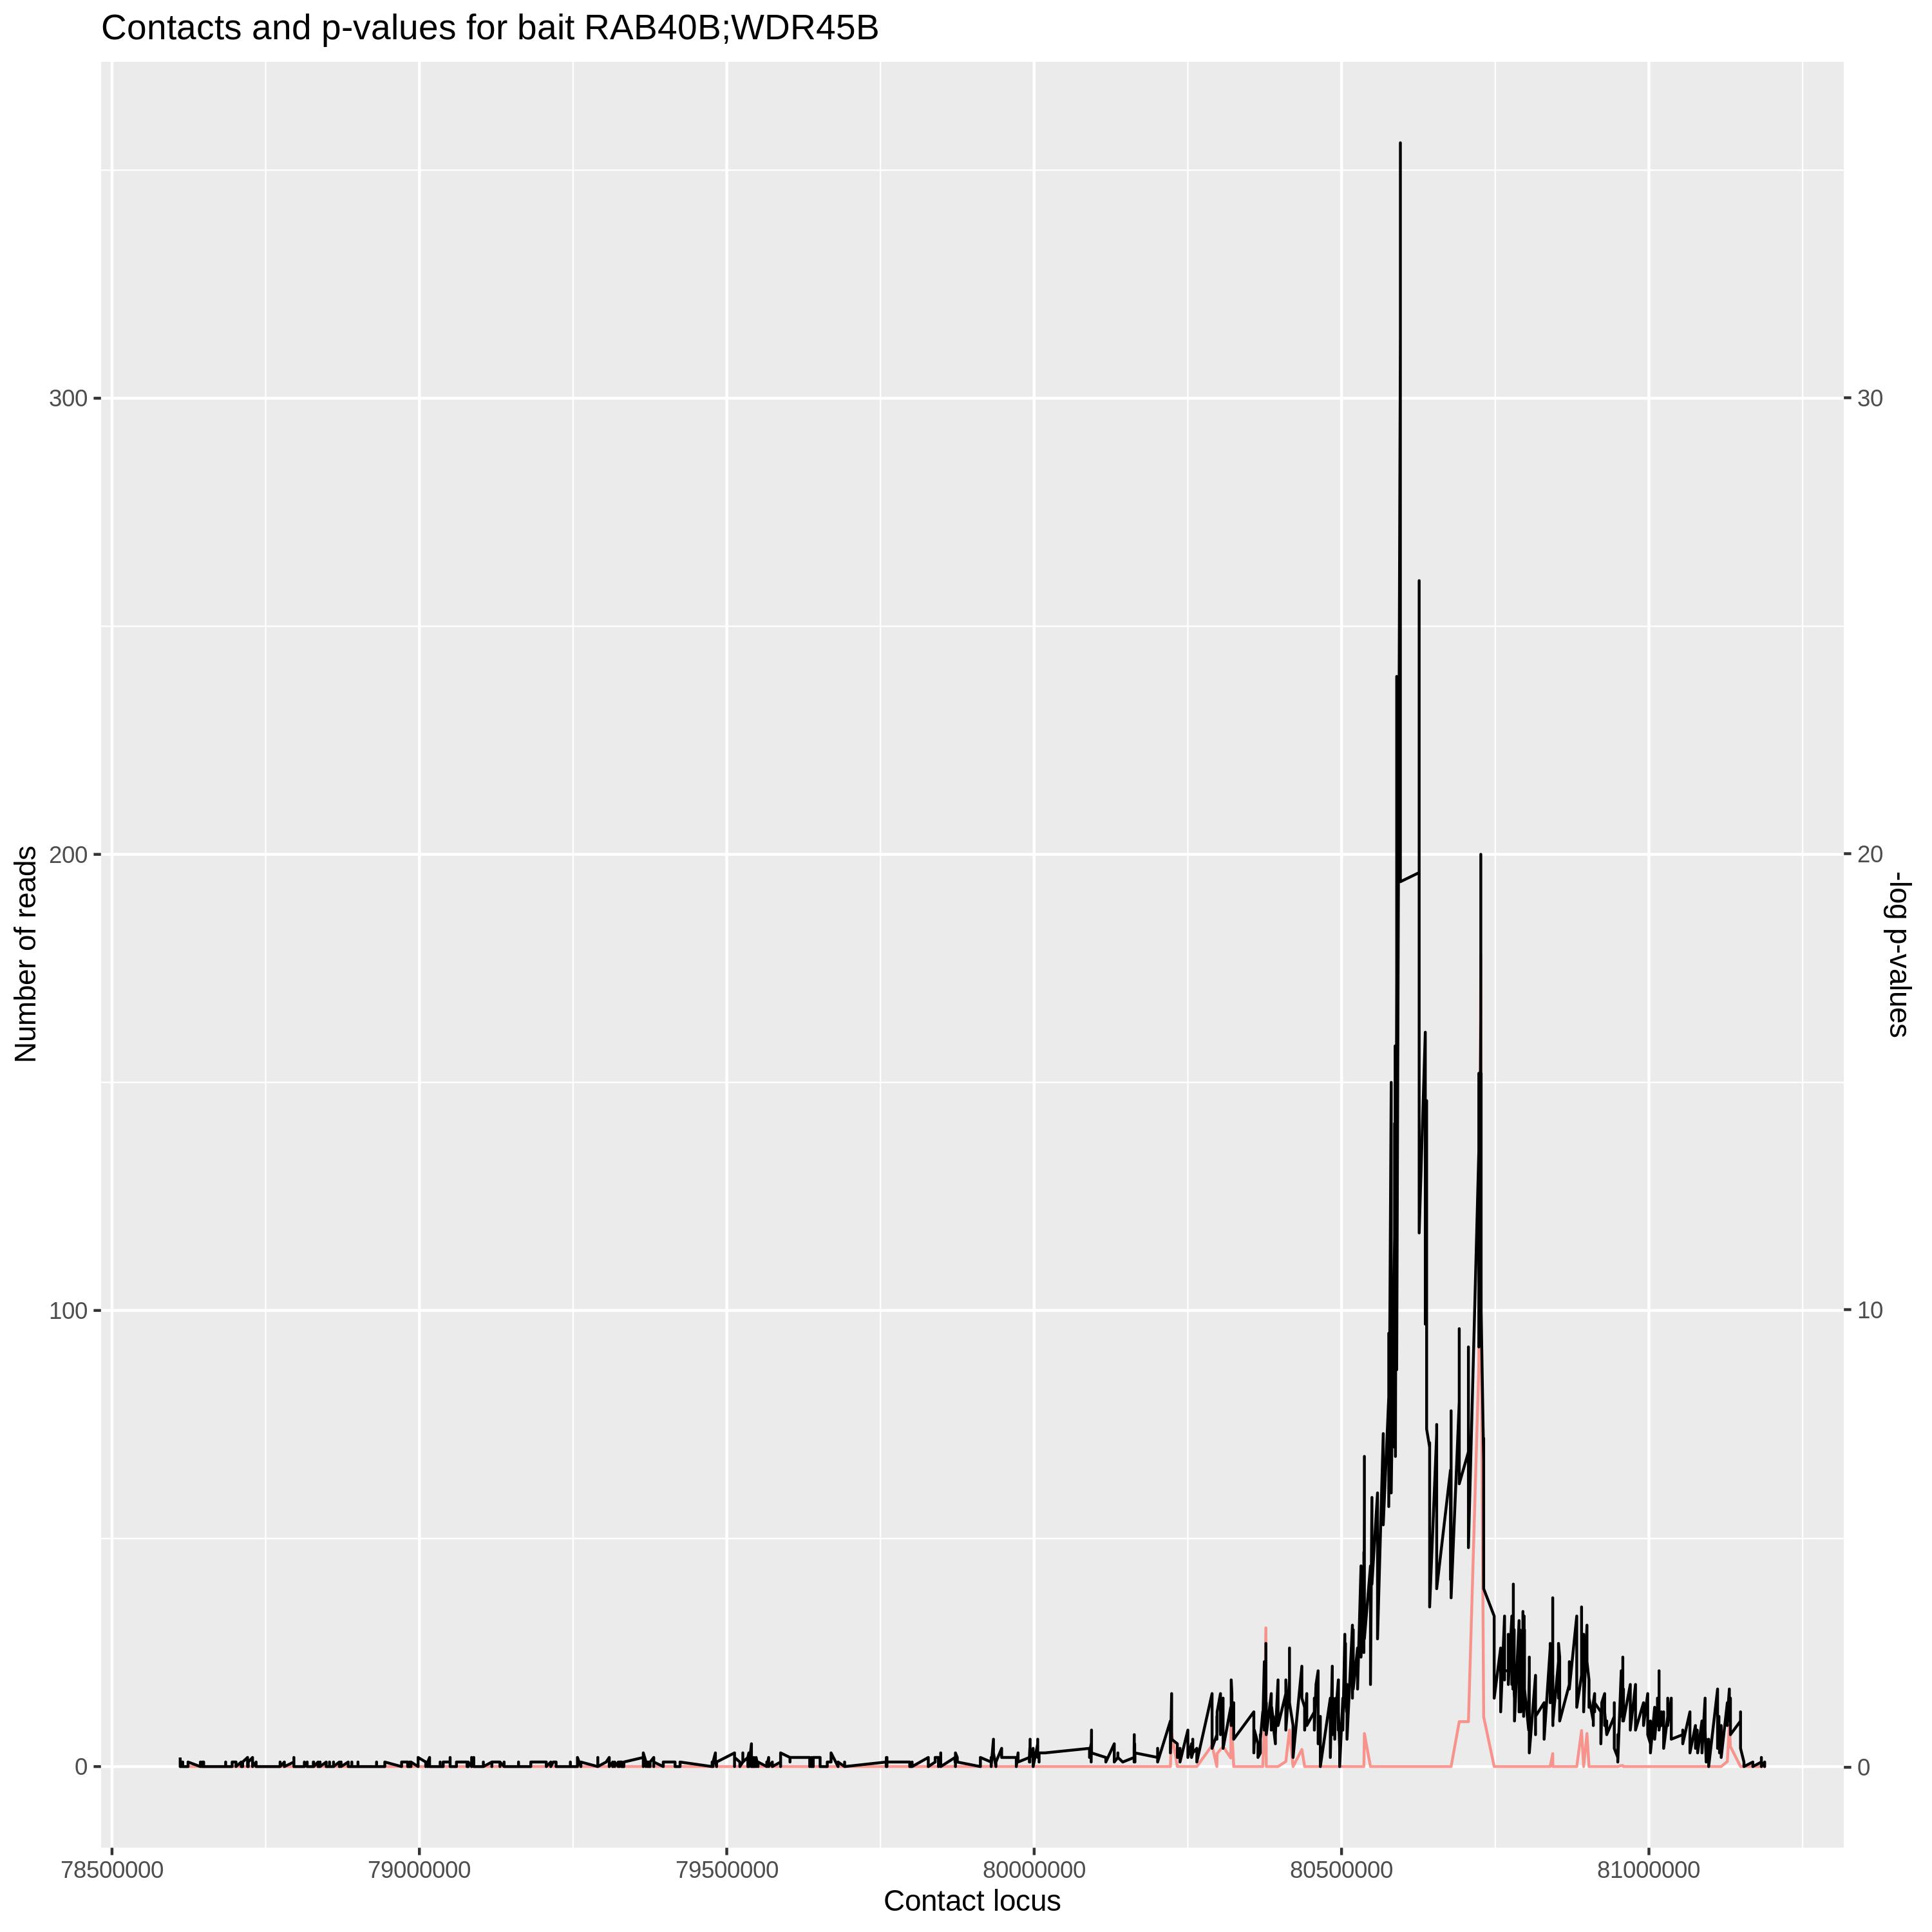 Contacts and p-values for bait RAB40B;WDR45B
Number of reads
300
200
100
0
30
20
10
0
-log p-values
78500000 79000000 79500000 80000000 80500000 81000000
Contact locus